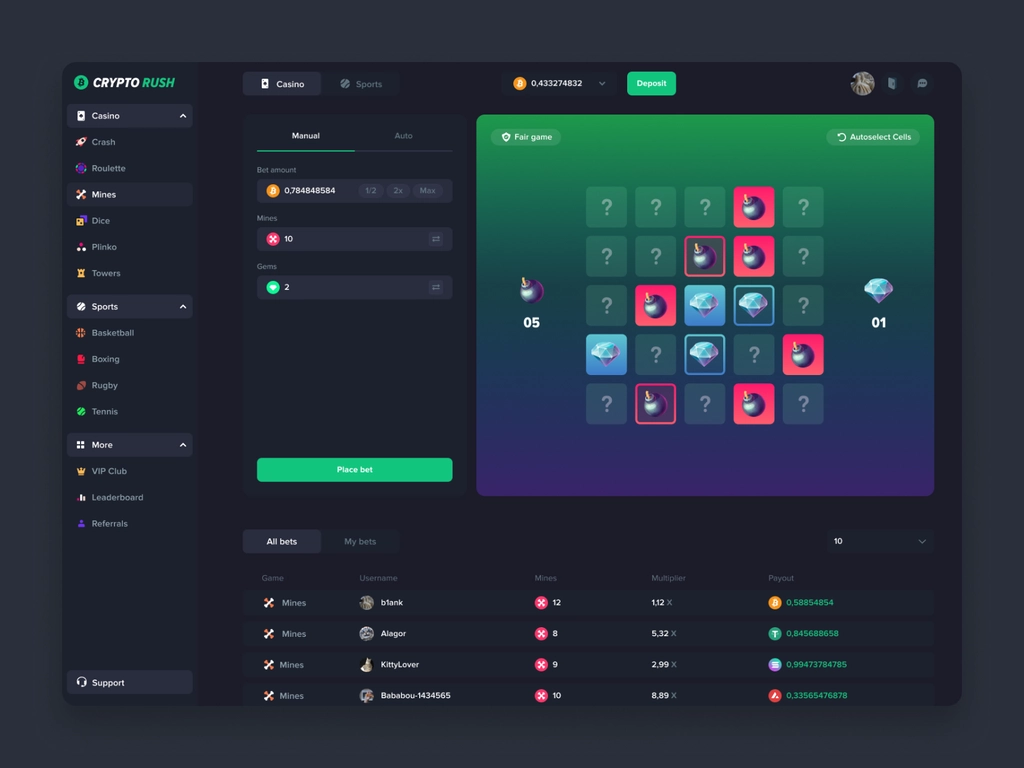 CRYPTO RUSH
Casino
Sports
0,433274832
Deposit
Casino
Crash
Roulette
Mines
Dice
Plinko
Towers
Sports
Basketball
Boxing
Rugby
Tennis
More
VIP Club
Leaderboard
Referrals
Support
Manual
Auto
Bet amount
0,784848584
1/2
2x
Max
Mines
10
Gems
2
Place bet
Fair game
Autoselect Cells
? ? ? ?
? ? ?
? ?
? ?
? ? ?
05
01
All bets
My bets
10
Game Username Mines Multiplier Payout
Mines b1ank 12 1,12 X 0,58854854
Mines Alagor 8 5,32 X 0,845688658
Mines KittyLover 9 2,99 X 0,99473784785
Mines Bababou-1434565 10 8,89 X 0,33565476878